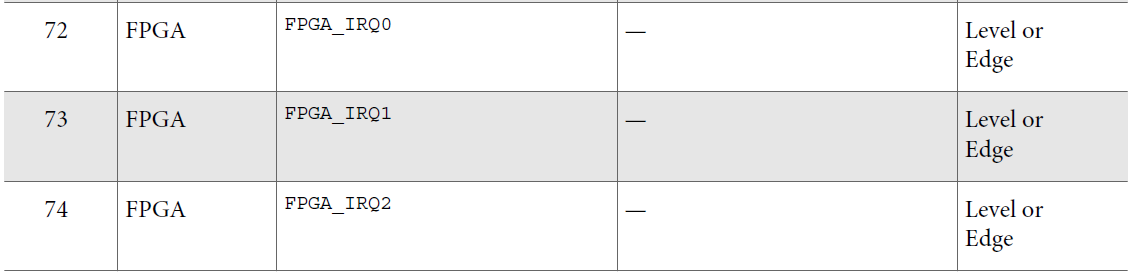 72 FPGA FPGA_IRQ0 — Level or
Edge
73 FPGA FPGA_IRQ1 — Level or
Edge
74 FPGA FPGA_IRQ2 — Level or
Edge